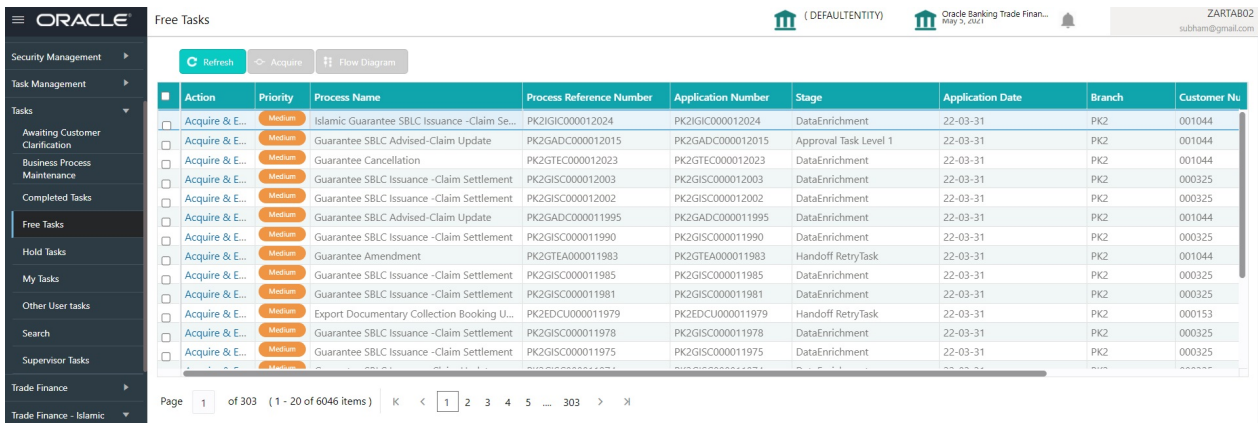 ORACLE
Free Tasks
( DEFAULTENTITY)
Oracle Banking Trade Finan...
May 5, 2021
ZARTAB02
subham@gmail.com
Security Management
Task Management
Tasks
Awaiting Customer
Clarification
Business Process
Maintenance
Completed Tasks
Free Tasks
Hold Tasks
My Tasks
Other User tasks
Search
Supervisor Tasks
Trade Finance
Trade Finance - Islamic
Refresh Acquire Flow Diagram
Action Priority Process Name Process Reference Number Application Number Stage Application Date Branch Customer Nu
Acquire & E... Medium Islamic Guarantee SBLC Issuance -Claim Se... PK2IGIC000012024 PK2IGIC000012024 DataEnrichment 22-03-31 PK2 001044
Acquire & E... Medium Guarantee SBLC Advised-Claim Update PK2GADC000012015 PK2GADC000012015 Approval Task Level 1 22-03-31 PK2 001044
Acquire & E... Medium Guarantee Cancellation PK2GTEC000012023 PK2GTEC000012023 DataEnrichment 22-03-31 PK2 001044
Acquire & E... Medium Guarantee SBLC Issuance -Claim Settlement PK2GISC000012003 PK2GISC000012003 DataEnrichment 22-03-31 PK2 000325
Acquire & E... Medium Guarantee SBLC Issuance -Claim Settlement PK2GISC000012002 PK2GISC000012002 DataEnrichment 22-03-31 PK2 000325
Acquire & E... Medium Guarantee SBLC Advised-Claim Update PK2GADC000011995 PK2GADC000011995 DataEnrichment 22-03-31 PK2 001044
Acquire & E... Medium Guarantee SBLC Issuance -Claim Settlement PK2GISC000011990 PK2GISC000011990 DataEnrichment 22-03-31 PK2 000325
Acquire & E... Medium Guarantee Amendment PK2GTEA000011983 PK2GTEA000011983 Handoff RetryTask 22-03-31 PK2 001044
Acquire & E... Medium Guarantee SBLC Issuance -Claim Settlement PK2GISC000011985 PK2GISC000011985 DataEnrichment 22-03-31 PK2 000325
Acquire & E... Medium Guarantee SBLC Issuance -Claim Settlement PK2GISC000011981 PK2GISC000011981 DataEnrichment 22-03-31 PK2 000325
Acquire & E... Medium Export Documentary Collection Booking U... PK2EDCU000011979 PK2EDCU000011979 Handoff RetryTask 22-03-31 PK2 000153
Acquire & E... Medium Guarantee SBLC Issuance -Claim Settlement PK2GISC000011978 PK2GISC000011978 DataEnrichment 22-03-31 PK2 000325
Acquire & E... Medium Guarantee SBLC Issuance -Claim Settlement PK2GISC000011975 PK2GISC000011975 DataEnrichment 22-03-31 PK2 000325
Page 1 of 303 ( 1 - 20 of 6046 items ) 1 2 3 4 5 .... 303